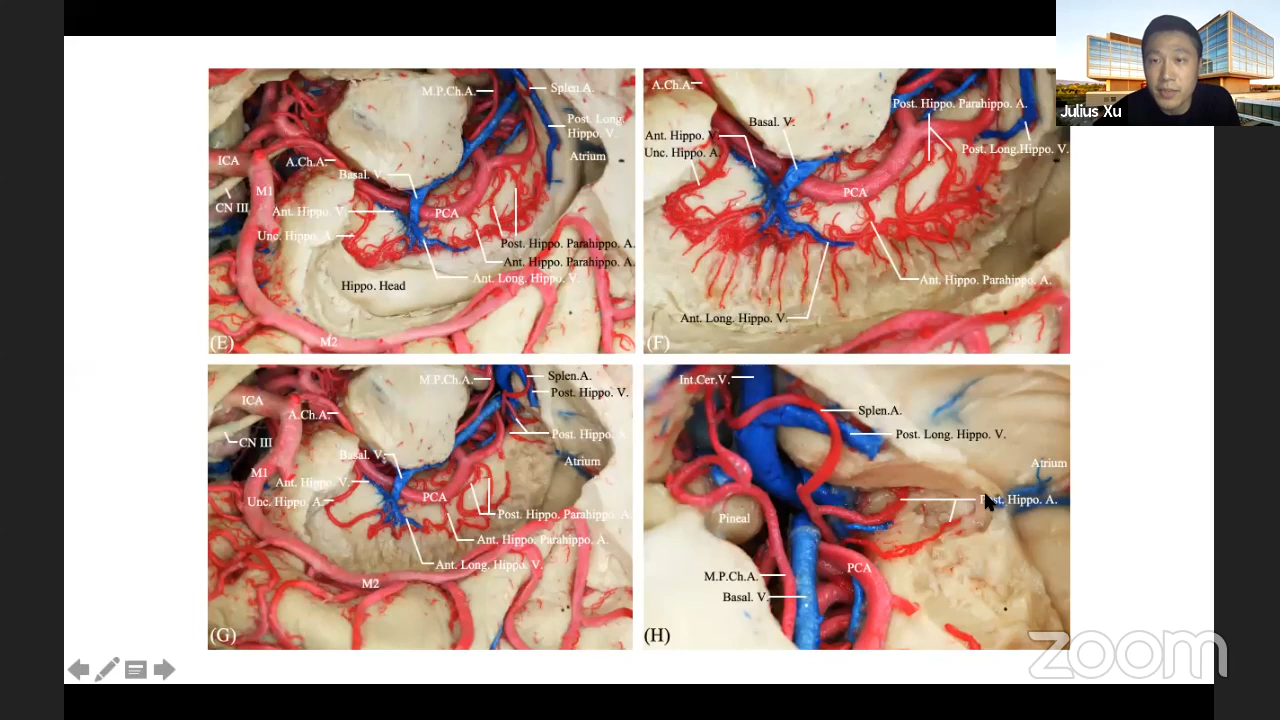 Julius Xu
M.P.Ch.A.
Splen.A.
Post. Long.
Hippo. V.
Atrium
ICA
A.Ch.A.
Basal. V.
M1
CN III
Ant. Hippo. V.
PCA
Unc. Hippo. A.
Post. Hippo. Parahippo. A.
Ant. Hippo. Parahippo. A.
Ant. Long. Hippo. V.
Hippo. Head
M2
(E)
A.Ch.A.
Post. Hippo. Parahippo. A.
Basal. V.
Ant. Hippo. V.
Post. Long.Hippo. V.
Unc. Hippo. A.
PCA
Ant. Hippo. Parahippo. A.
Ant. Long. Hippo. V.
(F)
M.P.Ch.A.
Splen.A.
Post. Hippo. V.
ICA
A.Ch.A.
Post. Hippo.
CN III
Basal. V.
Atrium
M1
Ant. Hippo. V.
Unc. Hippo. A.
PCA
Post. Hippo. Parahippo. A.
Ant. Hippo. Parahippo. A.
Ant. Long. Hippo. V.
M2
(G)
Int.Cer.V.
Splen.A.
Post. Long. Hippo. V.
Atrium
Post. Hippo. A.
Pineal
PCA
M.P.Ch.A.
Basal. V.
(H)
zoom